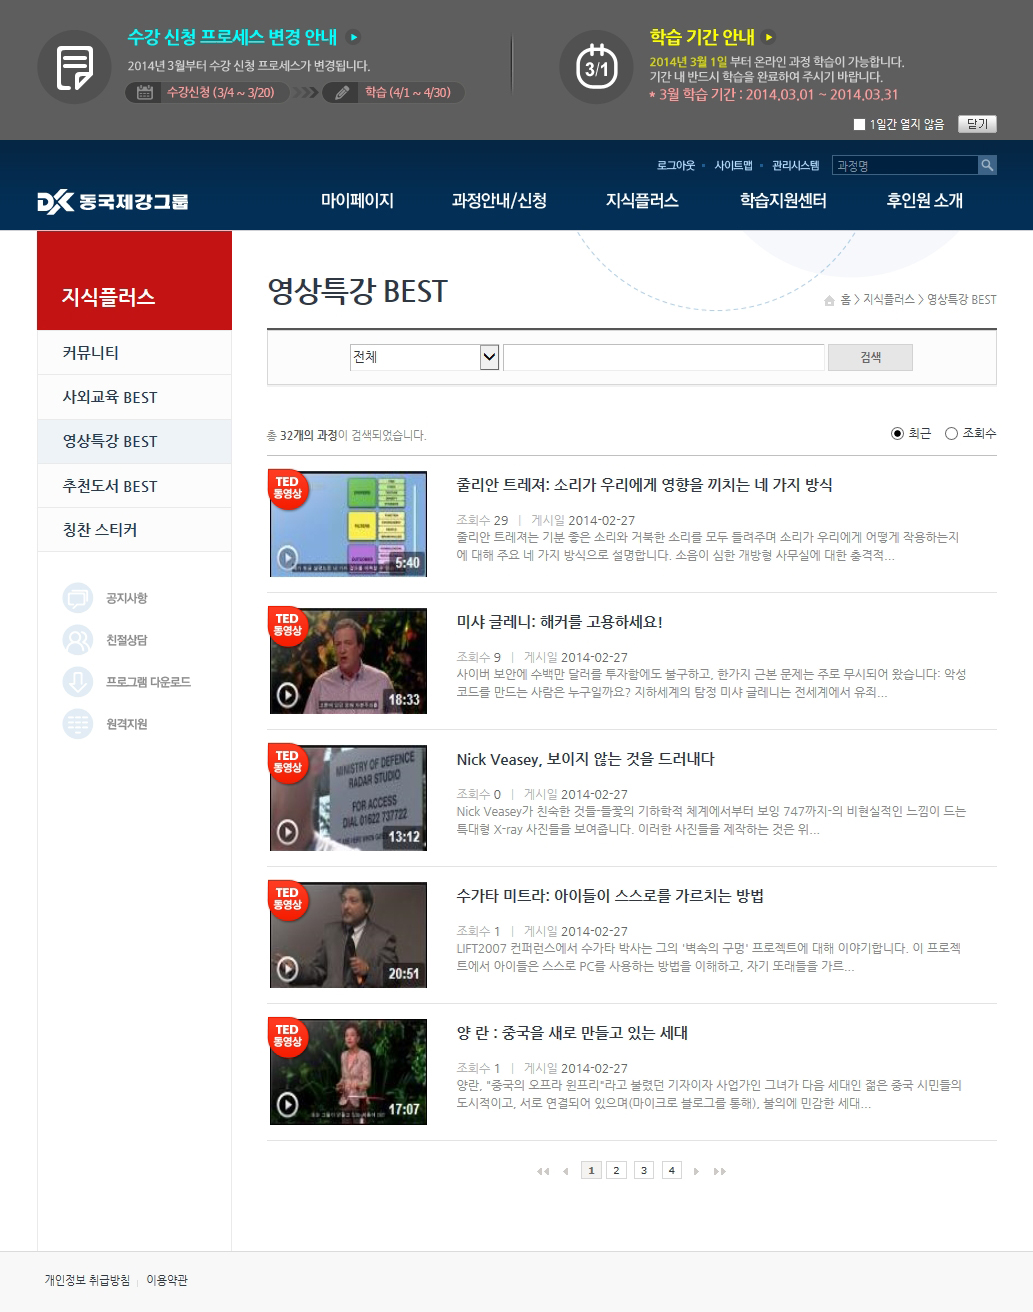 수강 신청 프로세스 변경 안내
2014년 3월부터 수강 신청 프로세스가 변경됩니다.
수강신청 (3/4 ~ 3/20)
학습 (4/1 ~ 4/30)
3/1
학습 기간 안내
2014년 3월 1일 부터 온라인 과정 학습이 가능합니다.
기간 내 반드시 학습을 완료하여 주시기 바랍니다.
* 3월 학습 기간 : 2014.03.01 ~ 2014.03.31
1일간 열지 않음
닫기
로그아웃
사이트맵
관리시스템
과정명
DK 동국제강그룹
마이페이지
과정안내/신청
지식플러스
학습지원센터
후인원 소개
지식플러스
커뮤니티
사외교육 BEST
영상특강 BEST
추천도서 BEST
칭찬 스티커
공지사항
친절상담
프로그램 다운로드
원격지원
영상특강 BEST
홈 > 지식플러스 > 영상특강 BEST
전체
검색
총 32개의 과정이 검색되었습니다.
최근
조회수
TED
동영상
5:40
줄리안 트레져: 소리가 우리에게 영향을 끼치는 네 가지 방식
조회수 29 | 게시일 2014-02-27
줄리안 트레져는 기분 좋은 소리와 거북한 소리를 모두 들려주며 소리가 우리에게 어떻게 작용하는지
에 대해 주요 네 가지 방식으로 설명합니다. 소음이 심한 개방형 사무실에 대한 충격적...
TED
동영상
18:33
미샤 글레니: 해커를 고용하세요!
조회수 9 | 게시일 2014-02-27
사이버 보안에 수백만 달러를 투자함에도 불구하고, 한가지 근본 문제는 주로 무시되어 왔습니다: 악성
코드를 만드는 사람은 누구일까요? 지하세계의 탐정 미샤 글레니는 전세계에서 유죄...
TED
동영상
MINISTRY OF DEFENCE
RADAR STUDIO
FOR ACCESS
DIAL 01622 737722
13:12
Nick Veasey, 보이지 않는 것을 드러내다
조회수 0 | 게시일 2014-02-27
Nick Veasey가 친숙한 것들-들꽃의 기하학적 체계에서부터 보잉 747까지-의 비현실적인 느낌이 드는
특대형 X-ray 사진들을 보여줍니다. 이러한 사진들을 제작하는 것은 위...
TED
동영상
20:51
수가타 미트라: 아이들이 스스로를 가르치는 방법
조회수 1 | 게시일 2014-02-27
LIFT2007 컨퍼런스에서 수가타 박사는 그의 '벽속의 구멍' 프로젝트에 대해 이야기합니다. 이 프로젝
트에서 아이들은 스스로 PC를 사용하는 방법을 이해하고, 자기 또래들을 가르...
TED
동영상
17:07
양 란 : 중국을 새로 만들고 있는 세대
조회수 1 | 게시일 2014-02-27
양란, "중국의 오프라 윈프리"라고 불렸던 기자이자 사업가인 그녀가 다음 세대인 젊은 중국 시민들의
도시적이고, 서로 연결되어 있으며(마이크로 블로그를 통해), 불의에 민감한 세대...
1 2 3 4
개인정보 취급방침 | 이용약관